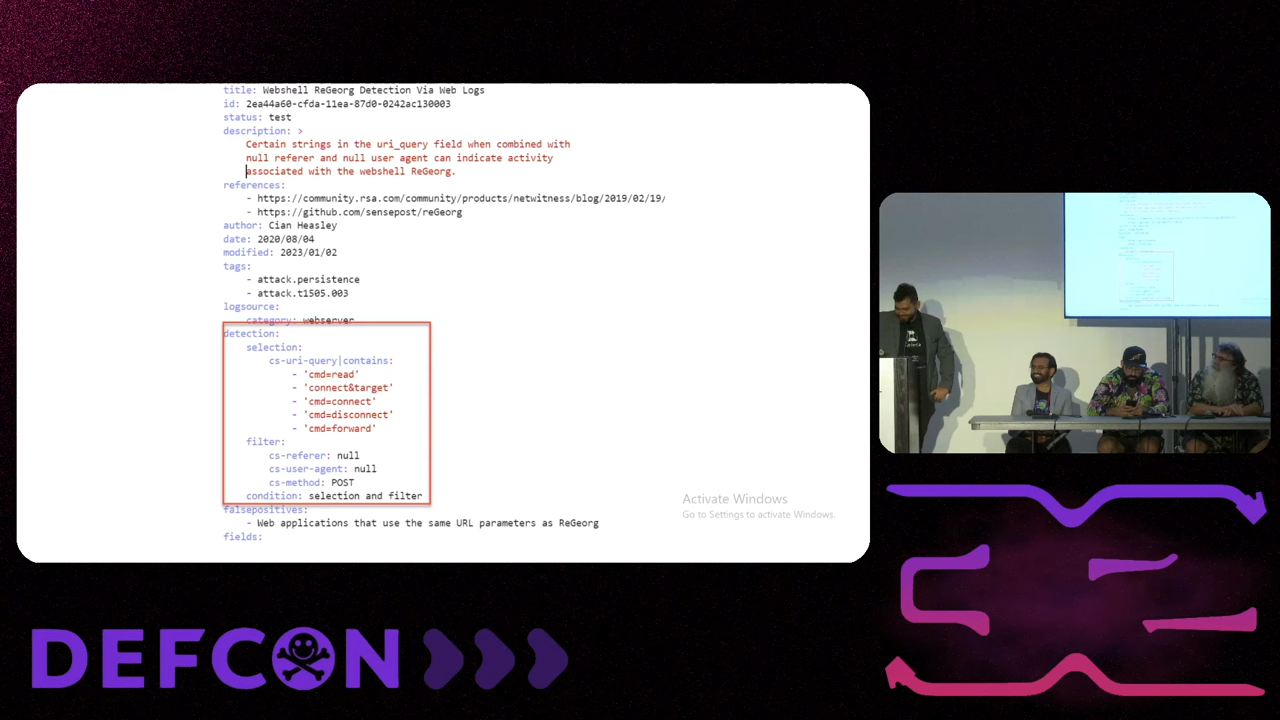 title: Webshell ReGeorg Detection Via Web Logs
id: 2ea44a60-cfda-11ea-87d0-0242ac130003
status: test
description: >
Certain strings in the uri_query field when combined with
null referer and null user agent can indicate activity
associated with the webshell ReGeorg.
references:
- https://community.rsa.com/community/products/netwitness/blog/2019/02/19/
- https://github.com/sensepost/reGeorg
author: Cian Heasley
date: 2020/08/04
modified: 2023/01/02
tags:
- attack.persistence
- attack.t1505.003
logsource:
category: webserver
detection:
selection:
cs-uri-query|contains:
- 'cmd=read'
- 'connect&target'
- 'cmd=connect'
- 'cmd=disconnect'
- 'cmd=forward'
filter:
cs-referer: null
cs-user-agent: null
cs-method: POST
condition: selection and filter
falsepositives:
- Web applications that use the same URL parameters as ReGeorg
fields:
Activate Windows
Go to Settings to activate Windows.
DEFCON